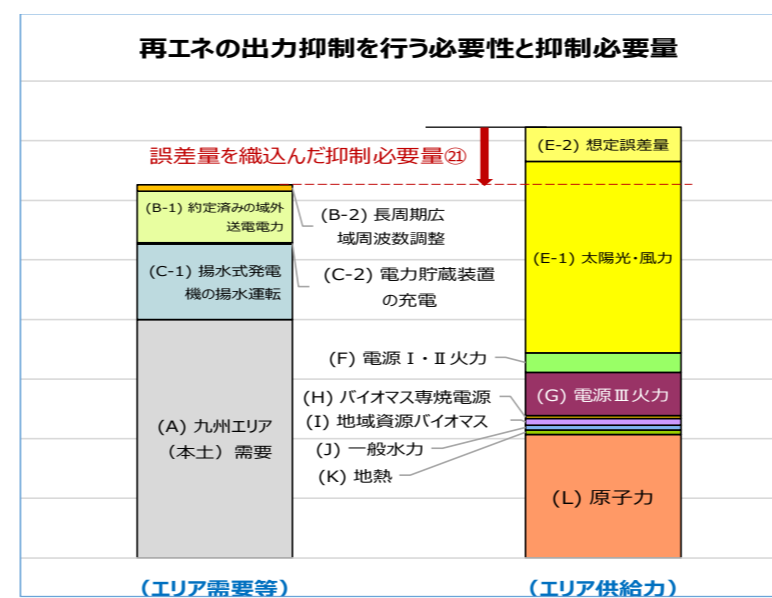 再エネの出力抑制を行う必要性と抑制必要量
誤差量を織込んだ抑制必要量㉑
(B-1) 約定済みの域外
送電電力
(B-2) 長周期広
域周波数調整
(C-1) 揚水式発電
機の揚水運転
(C-2) 電力貯蔵装置
の充電
(A) 九州エリア
(本土) 需要
(E-2) 想定誤差量
(E-1) 太陽光・風力
(F) 電源Ⅰ・Ⅱ火力
(G) 電源Ⅲ火力
(H) バイオマス専焼電源
(I) 地域資源バイオマス
(J) 一般水力
(K) 地熱
(L) 原子力
(エリア需要等)
(エリア供給力)